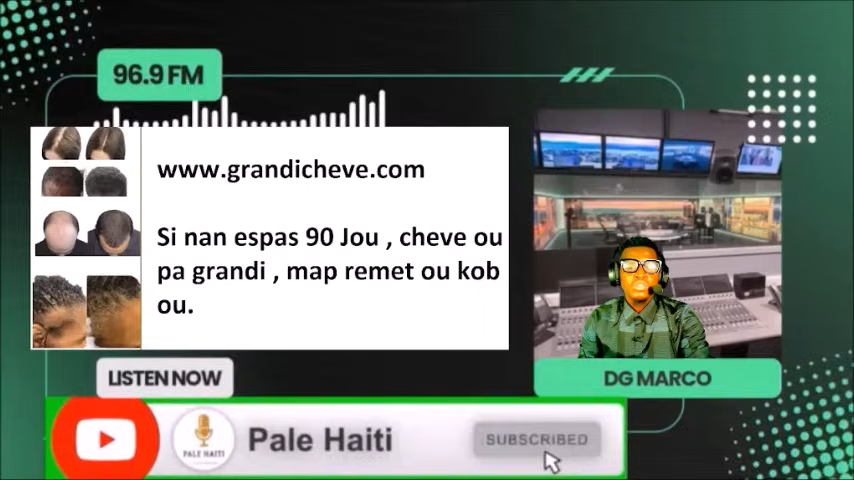 96.9 FM
www.grandicheve.com
Si nan espas 90 Jou , cheve ou
pa grandi , map remet ou kob
ou.
LISTEN NOW
DG MARCO
PALE HAITI
Pale Haiti
SUBSCRIBED